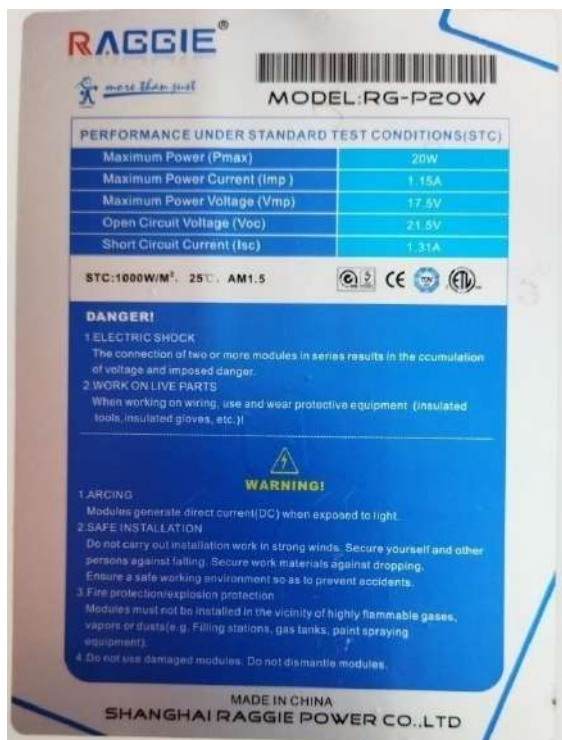 RAGGIE®
more than just
MODEL:RG-P20W
PERFORMANCE UNDER STANDARD TEST CONDITIONS(STC)
Maximum Power (Pmax) 20W
Maximum Power Current (Imp ) 1.15A
Maximum Power Voltage (Vmp) 17.5V
Open Circuit Voltage (Voc) 21.5V
Short Circuit Current (Isc) 1.31A
STC:1000W/M², 25℃, AM1.5
CE TUV ETL
DANGER!
1.ELECTRIC SHOCK
The connection of two or more modules in series results in the ccumulation
of voltage and imposed danger.
2.WORK ON LIVE PARTS
When working on wiring, use and wear protective equipment (insulated
tools,insulated gloves, etc.)!
WARNING!
1.ARCING
Modules generate direct current(DC) when exposed to light.
2.SAFE INSTALLATION
Do not carry out installation work in strong winds. Secure yourself and other
persons against falling. Secure work materials against dropping.
Ensure a safe working environment so as to prevent accidents.
3.Fire protection/explosion protection
Modules must not be installed in the vicinity of highly flammable gases,
vapors or dusts(e.g. Filling stations, gas tanks, paint spraying
equipment).
4.Do not use damaged modules. Do not dismantle modules.
MADE IN CHINA
SHANGHAI RAGGIE POWER CO.,LTD